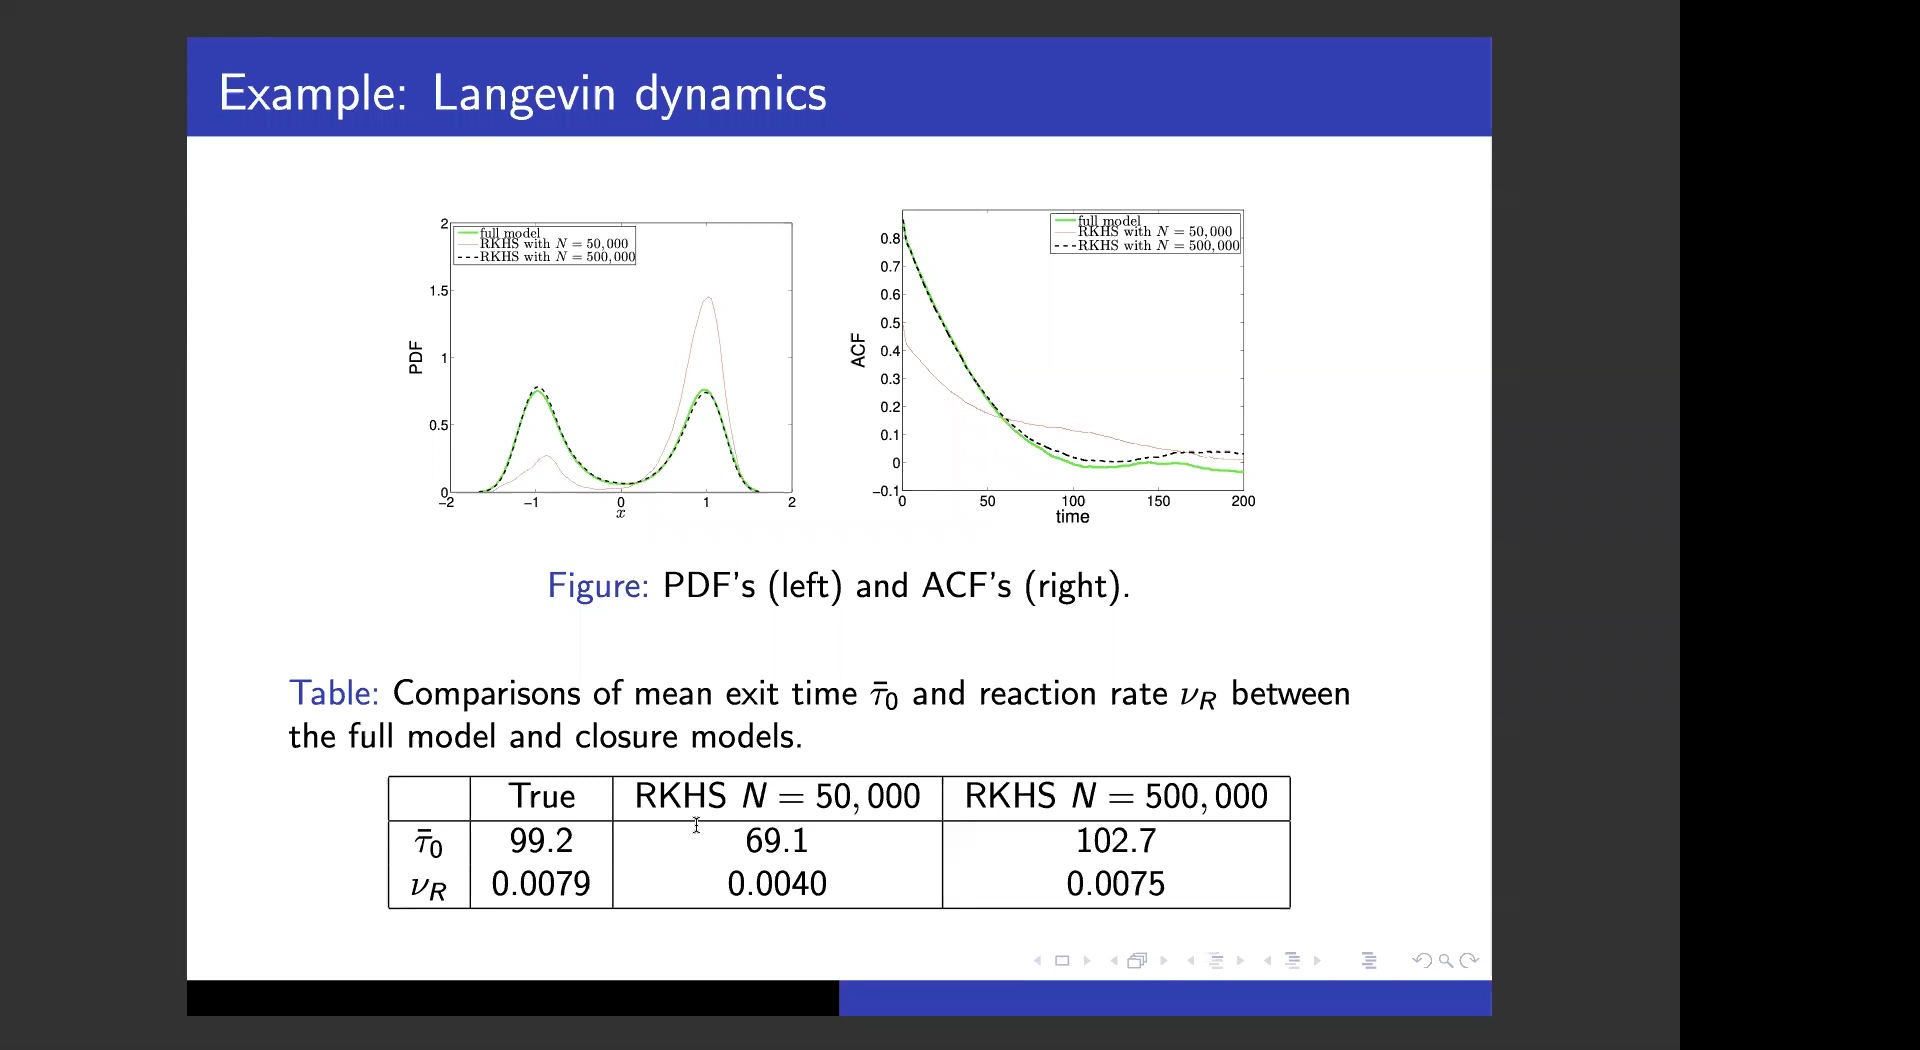 Example: Langevin dynamics
full model
RKHS with N = 50,000
RKHS with N = 500,000
2
1.5
1
0.5
0
PDF
−2 −1 0 1 2
x
full model
RKHS with N = 50,000
RKHS with N = 500,000
0.8
0.7
0.6
0.5
0.4
0.3
0.2
0.1
0
−0.1
ACF
0 50 100 150 200
time
Figure: PDF's (left) and ACF's (right).
Table: Comparisons of mean exit time τ̄₀ and reaction rate ν_R between
the full model and closure models.
True RKHS N = 50,000 RKHS N = 500,000
τ̄₀ 99.2 69.1 102.7
ν_R 0.0079 0.0040 0.0075